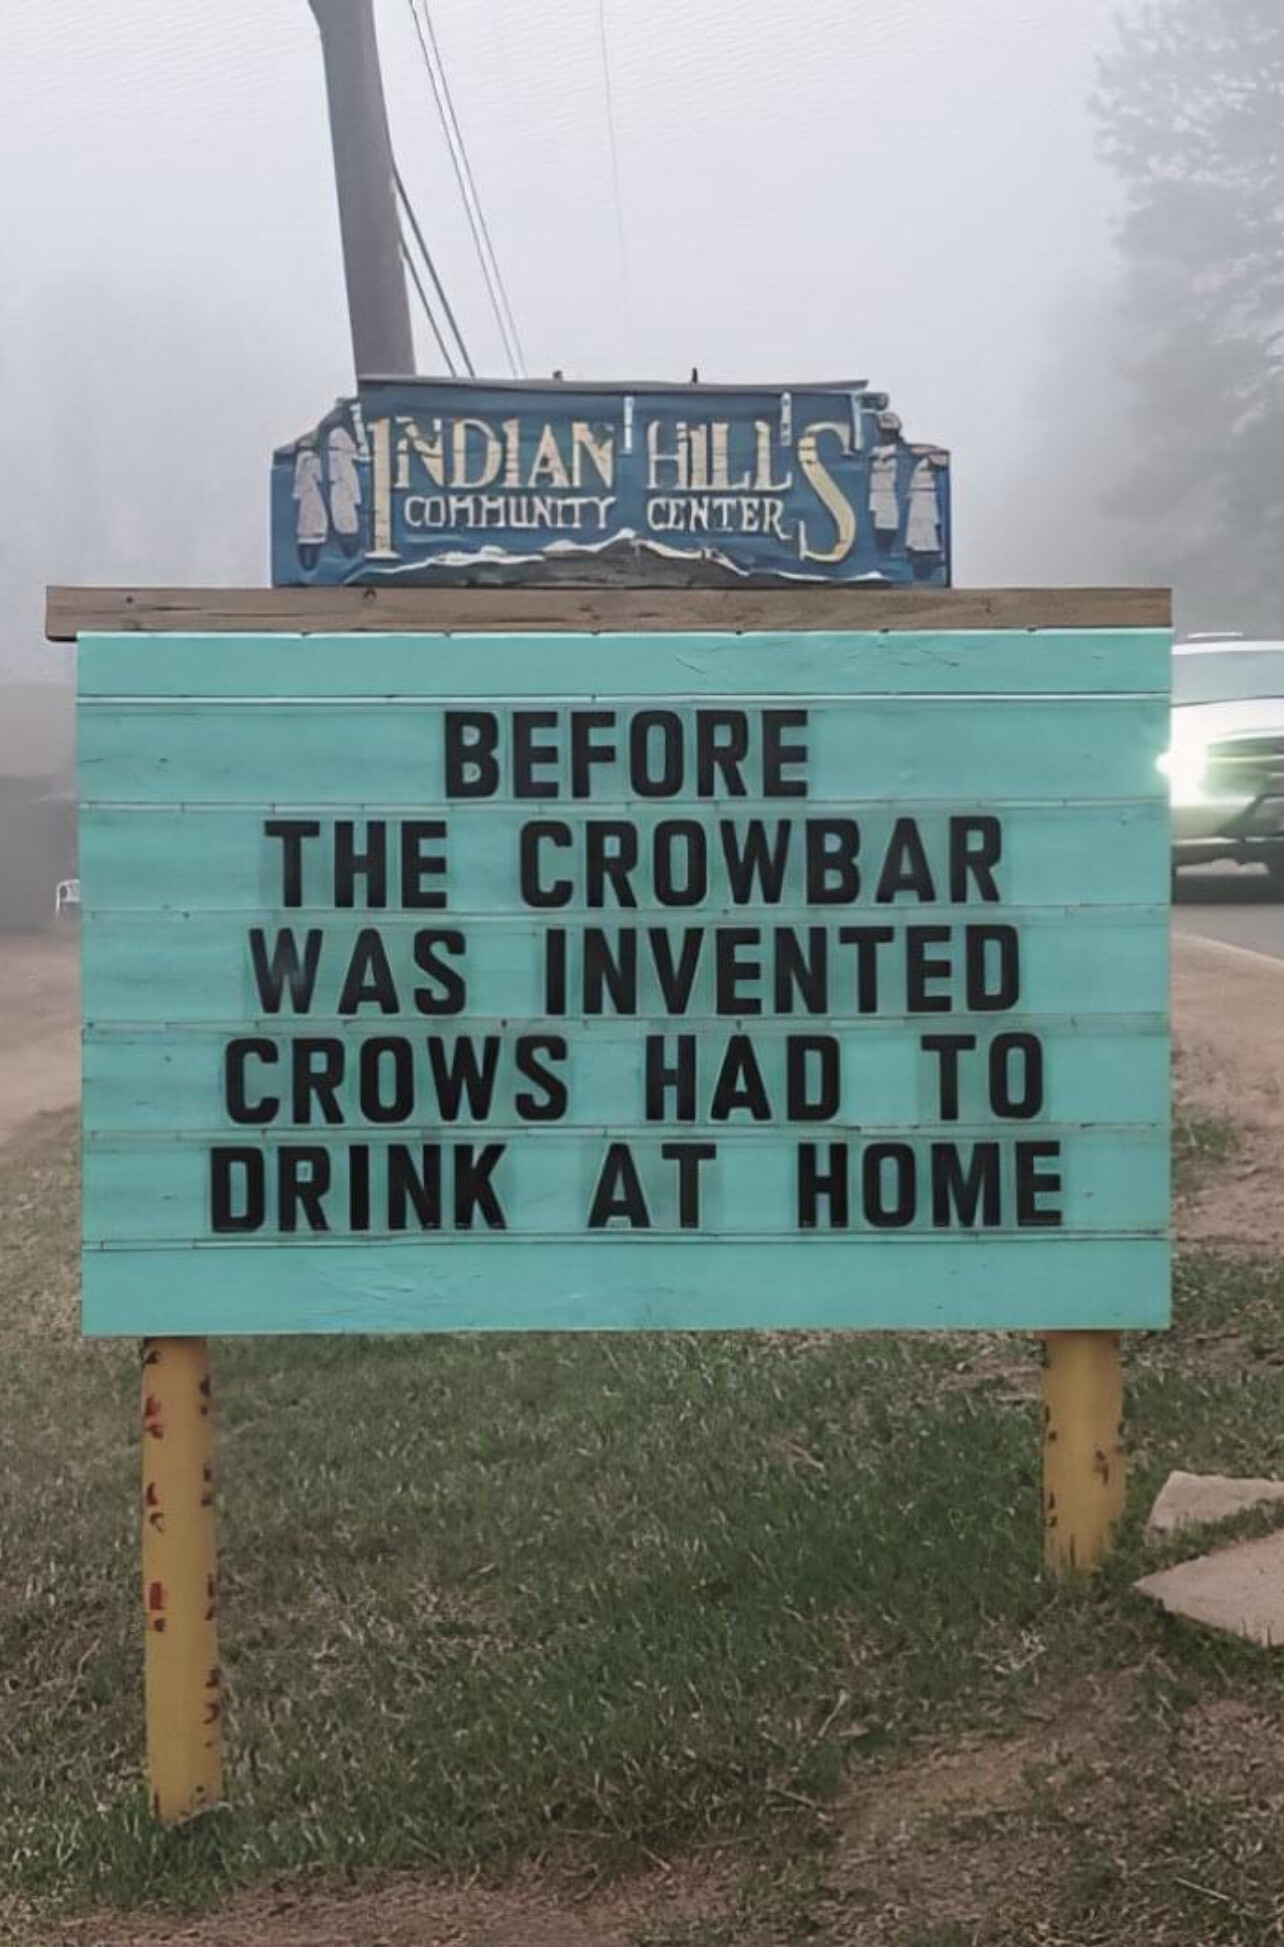 INDIAN HILLS
COMMUNITY CENTER
BEFORE
THE CROWBAR
WAS INVENTED
CROWS HAD TO
DRINK AT HOME